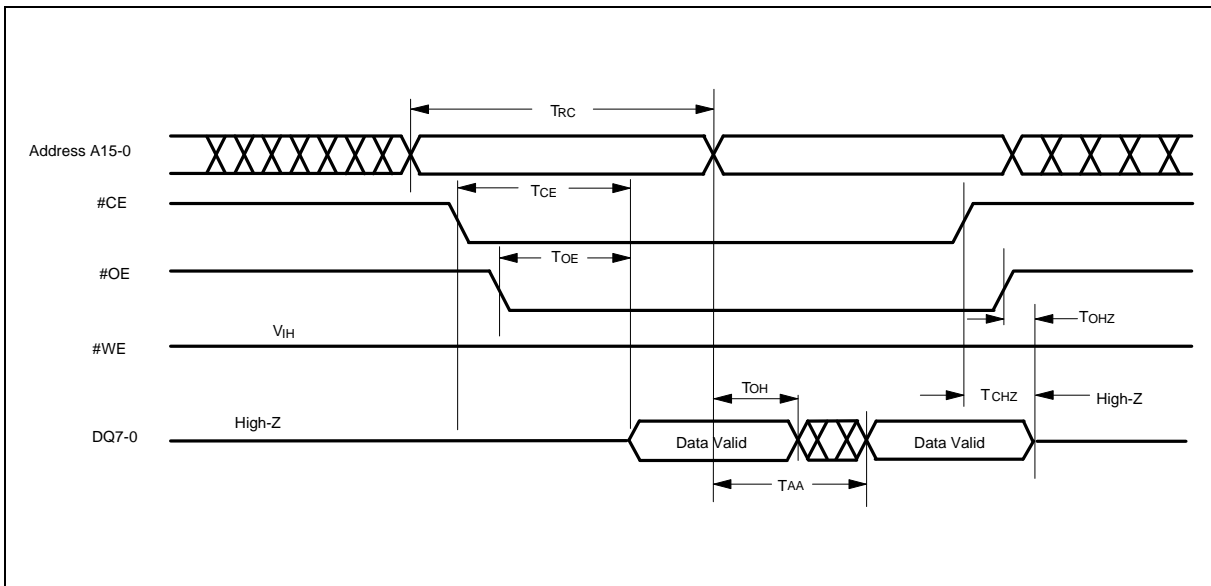 TRC
Address A15-0
TCE
#CE
TOE
#OE
TOHZ
VIH
#WE
TOH
TCHZ
High-Z
High-Z
DQ7-0
Data Valid
Data Valid
TAA